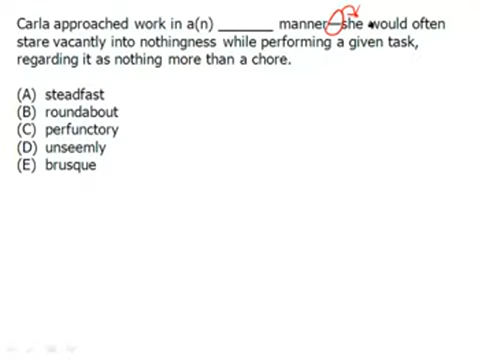 Carla approached work in a(n) _______ manner—she would often
stare vacantly into nothingness while performing a given task,
regarding it as nothing more than a chore.
(A) steadfast
(B) roundabout
(C) perfunctory
(D) unseemly
(E) brusque